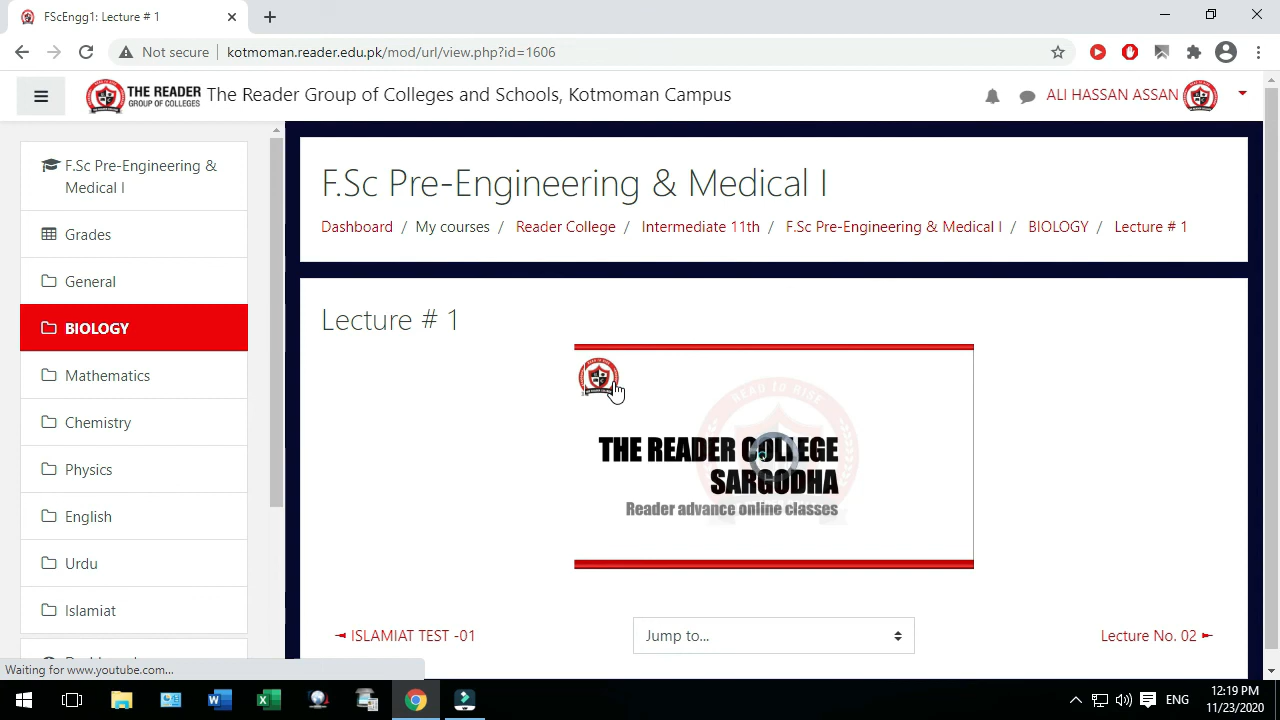 FScEngg1: Lecture # 1
Not secure
kotmoman.reader.edu.pk/mod/url/view.php?id=1606
THE READER
GROUP OF COLLEGES
The Reader Group of Colleges and Schools, Kotmoman Campus
ALI HASSAN ASSAN
F.Sc Pre-Engineering &
Medical I
Grades
General
BIOLOGY
Mathematics
Chemistry
Physics
English
Urdu
Islamiat
F.Sc Pre-Engineering & Medical I
Dashboard / My courses / Reader College / Intermediate 11th / F.Sc Pre-Engineering & Medical I / BIOLOGY / Lecture # 1
Lecture # 1
READ to RISE
THE READER COLLEGE
SARGODHA
Reader advance online classes
◄ ISLAMIAT TEST -01
Jump to...
Lecture No. 02 ►
Waiting for www.youtube.com...
ENG
12:19 PM
11/23/2020